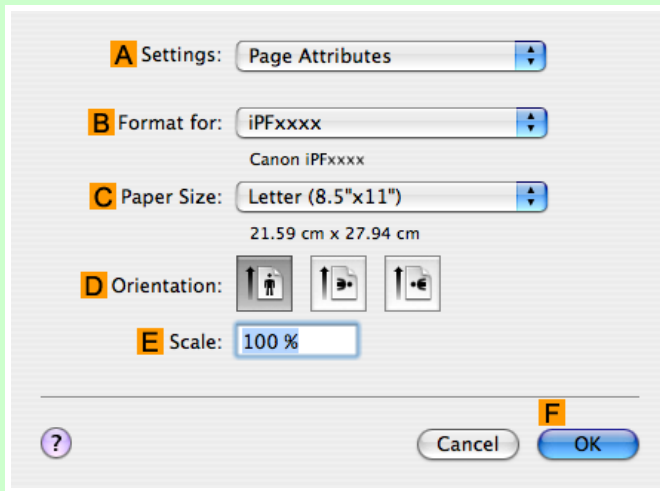 A Settings: Page Attributes
B Format for: iPFxxxx
Canon iPFxxxx
C Paper Size: Letter (8.5"x11")
21.59 cm x 27.94 cm
D Orientation:
E Scale: 100 %
F
? Cancel OK